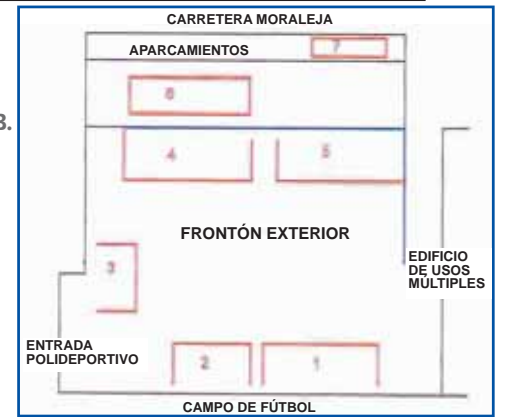 CARRETERA MORALEJA
APARCAMIENTOS
7
6
3.
4
5
FRONTÓN EXTERIOR
3
EDIFICIO
DE USOS
MÚLTIPLES
ENTRADA
POLIDEPORTIVO
2
1
CAMPO DE FÚTBOL